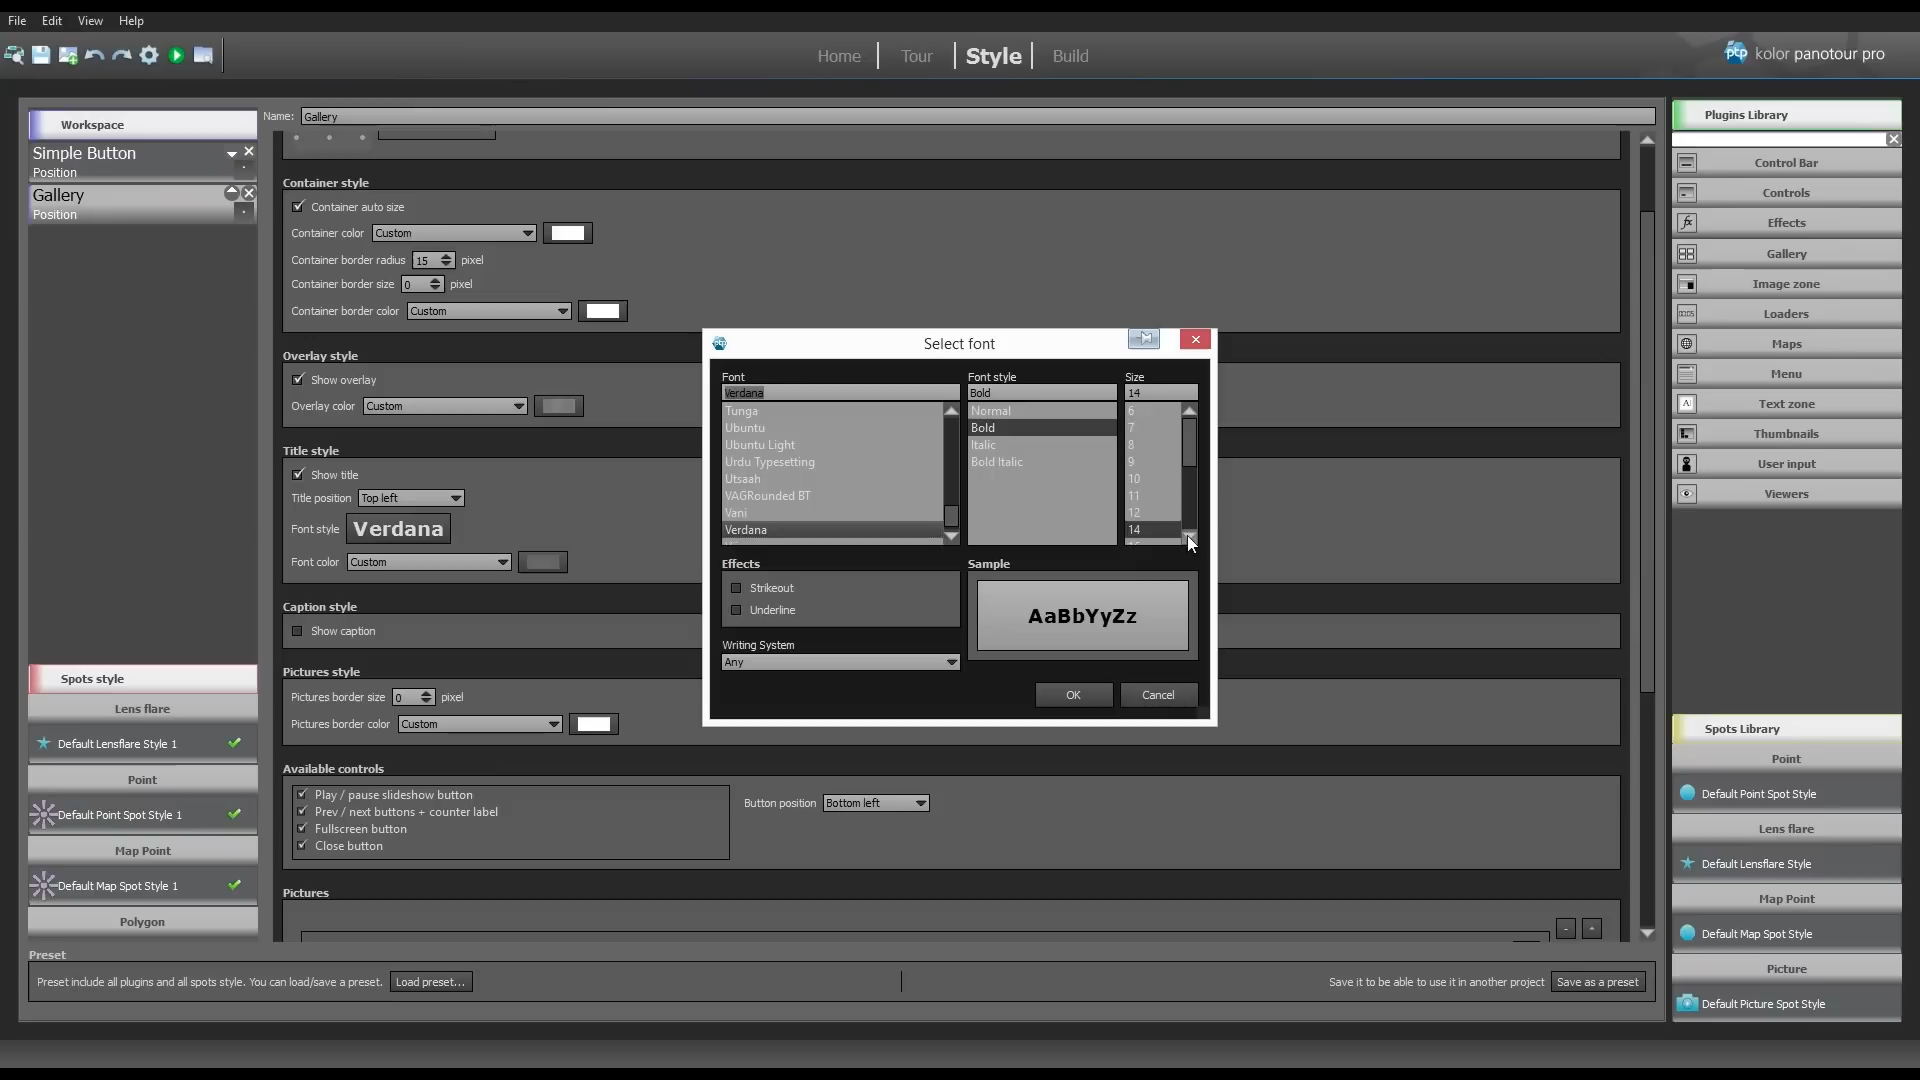 File Edit View Help
Home Tour Style Build
ptp kolor panotour pro
Workspace
Simple Button
Position
Gallery
Position
Spots style
Lens flare
Default Lensflare Style 1
Point
Default Point Spot Style 1
Map Point
Default Map Spot Style 1
Polygon
Name: Gallery
Container style
Container auto size
Container color Custom
Container border radius 15 pixel
Container border size 0 pixel
Container border color Custom
Overlay style
Show overlay
Overlay color Custom
Title style
Show title
Title position Top left
Font style Verdana
Font color Custom
Caption style
Show caption
Pictures style
Pictures border size 0 pixel
Pictures border color Custom
Available controls
Play / pause slideshow button
Prev / next buttons + counter label
Fullscreen button
Close button
Button position Bottom left
Pictures
- +
Select font
Font
Verdana
Tunga
Ubuntu
Ubuntu Light
Urdu Typesetting
Utsaah
VAGRounded BT
Vani
Verdana
Font style
Bold
Normal
Bold
Italic
Bold Italic
Size
14
6
7
8
9
10
11
12
14
Effects
Strikeout
Underline
Writing System
Any
Sample
AaBbYyZz
OK Cancel
Plugins Library
Control Bar
Controls
Effects
Gallery
Image zone
Loaders
Maps
Menu
Text zone
Thumbnails
User input
Viewers
Spots Library
Point
Default Point Spot Style
Lens flare
Default Lensflare Style
Map Point
Default Map Spot Style
Picture
Default Picture Spot Style
Preset
Preset include all plugins and all spots style. You can load/save a preset. Load preset...
Save it to be able to use it in another project Save as a preset